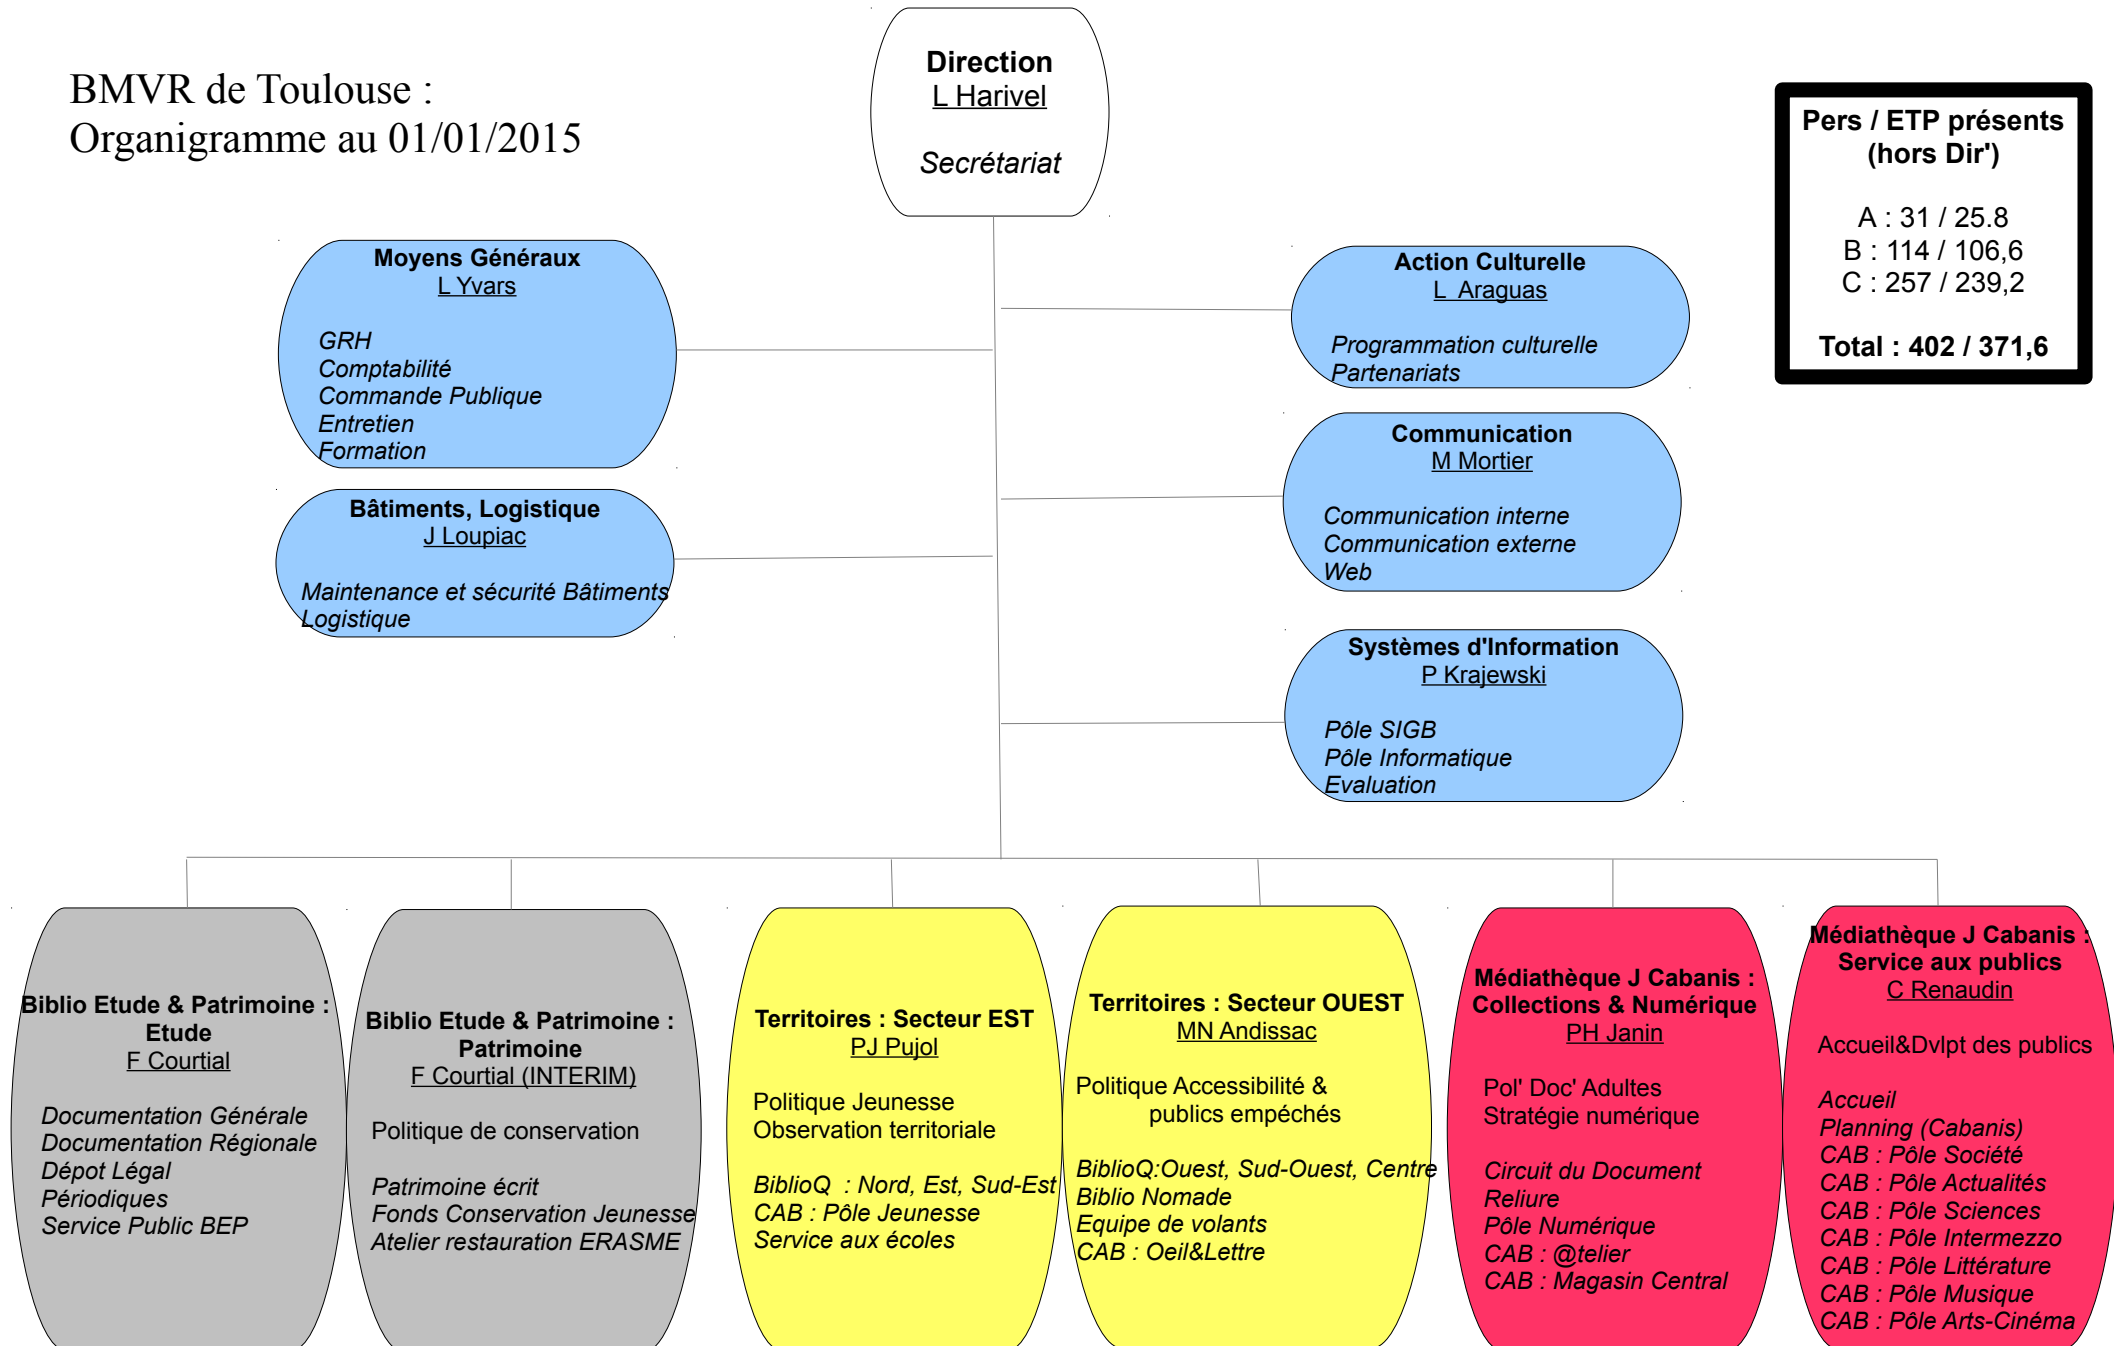 BMVR de Toulouse :
Organigramme au 01/01/2015
Direction
L Harivel
Secrétariat
Pers / ETP présents
(hors Dir')
A : 31 / 25.8
B : 114 / 106,6
C : 257 / 239,2
Total : 402 / 371,6
Moyens Généraux
L Yvars
GRH
Comptabilité
Commande Publique
Entretien
Formation
Bâtiments, Logistique
J Loupiac
Maintenance et sécurité Bâtiments
Logistique
Action Culturelle
L Araguas
Programmation culturelle
Partenariats
Communication
M Mortier
Communication interne
Communication externe
Web
Systèmes d'Information
P Krajewski
Pôle SIGB
Pôle Informatique
Evaluation
Biblio Etude & Patrimoine :
Etude
F Courtial
Documentation Générale
Documentation Régionale
Dépot Légal
Périodiques
Service Public BEP
Biblio Etude & Patrimoine :
Patrimoine
F Courtial (INTERIM)
Politique de conservation
Patrimoine écrit
Fonds Conservation Jeunesse
Atelier restauration ERASME
Territoires : Secteur EST
PJ Pujol
Politique Jeunesse
Observation territoriale
BiblioQ : Nord, Est, Sud-Est
CAB : Pôle Jeunesse
Service aux écoles
Territoires : Secteur OUEST
MN Andissac
Politique Accessibilité &
publics empéchés
BiblioQ:Ouest, Sud-Ouest, Centre
Biblio Nomade
Equipe de volants
CAB : Oeil&Lettre
Médiathèque J Cabanis :
Collections & Numérique
PH Janin
Pol' Doc' Adultes
Stratégie numérique
Circuit du Document
Reliure
Pôle Numérique
CAB : @telier
CAB : Magasin Central
Médiathèque J Cabanis :
Service aux publics
C Renaudin
Accueil&Dvlpt des publics
Accueil
Planning (Cabanis)
CAB : Pôle Société
CAB : Pôle Actualités
CAB : Pôle Sciences
CAB : Pôle Intermezzo
CAB : Pôle Littérature
CAB : Pôle Musique
CAB : Pôle Arts-Cinéma